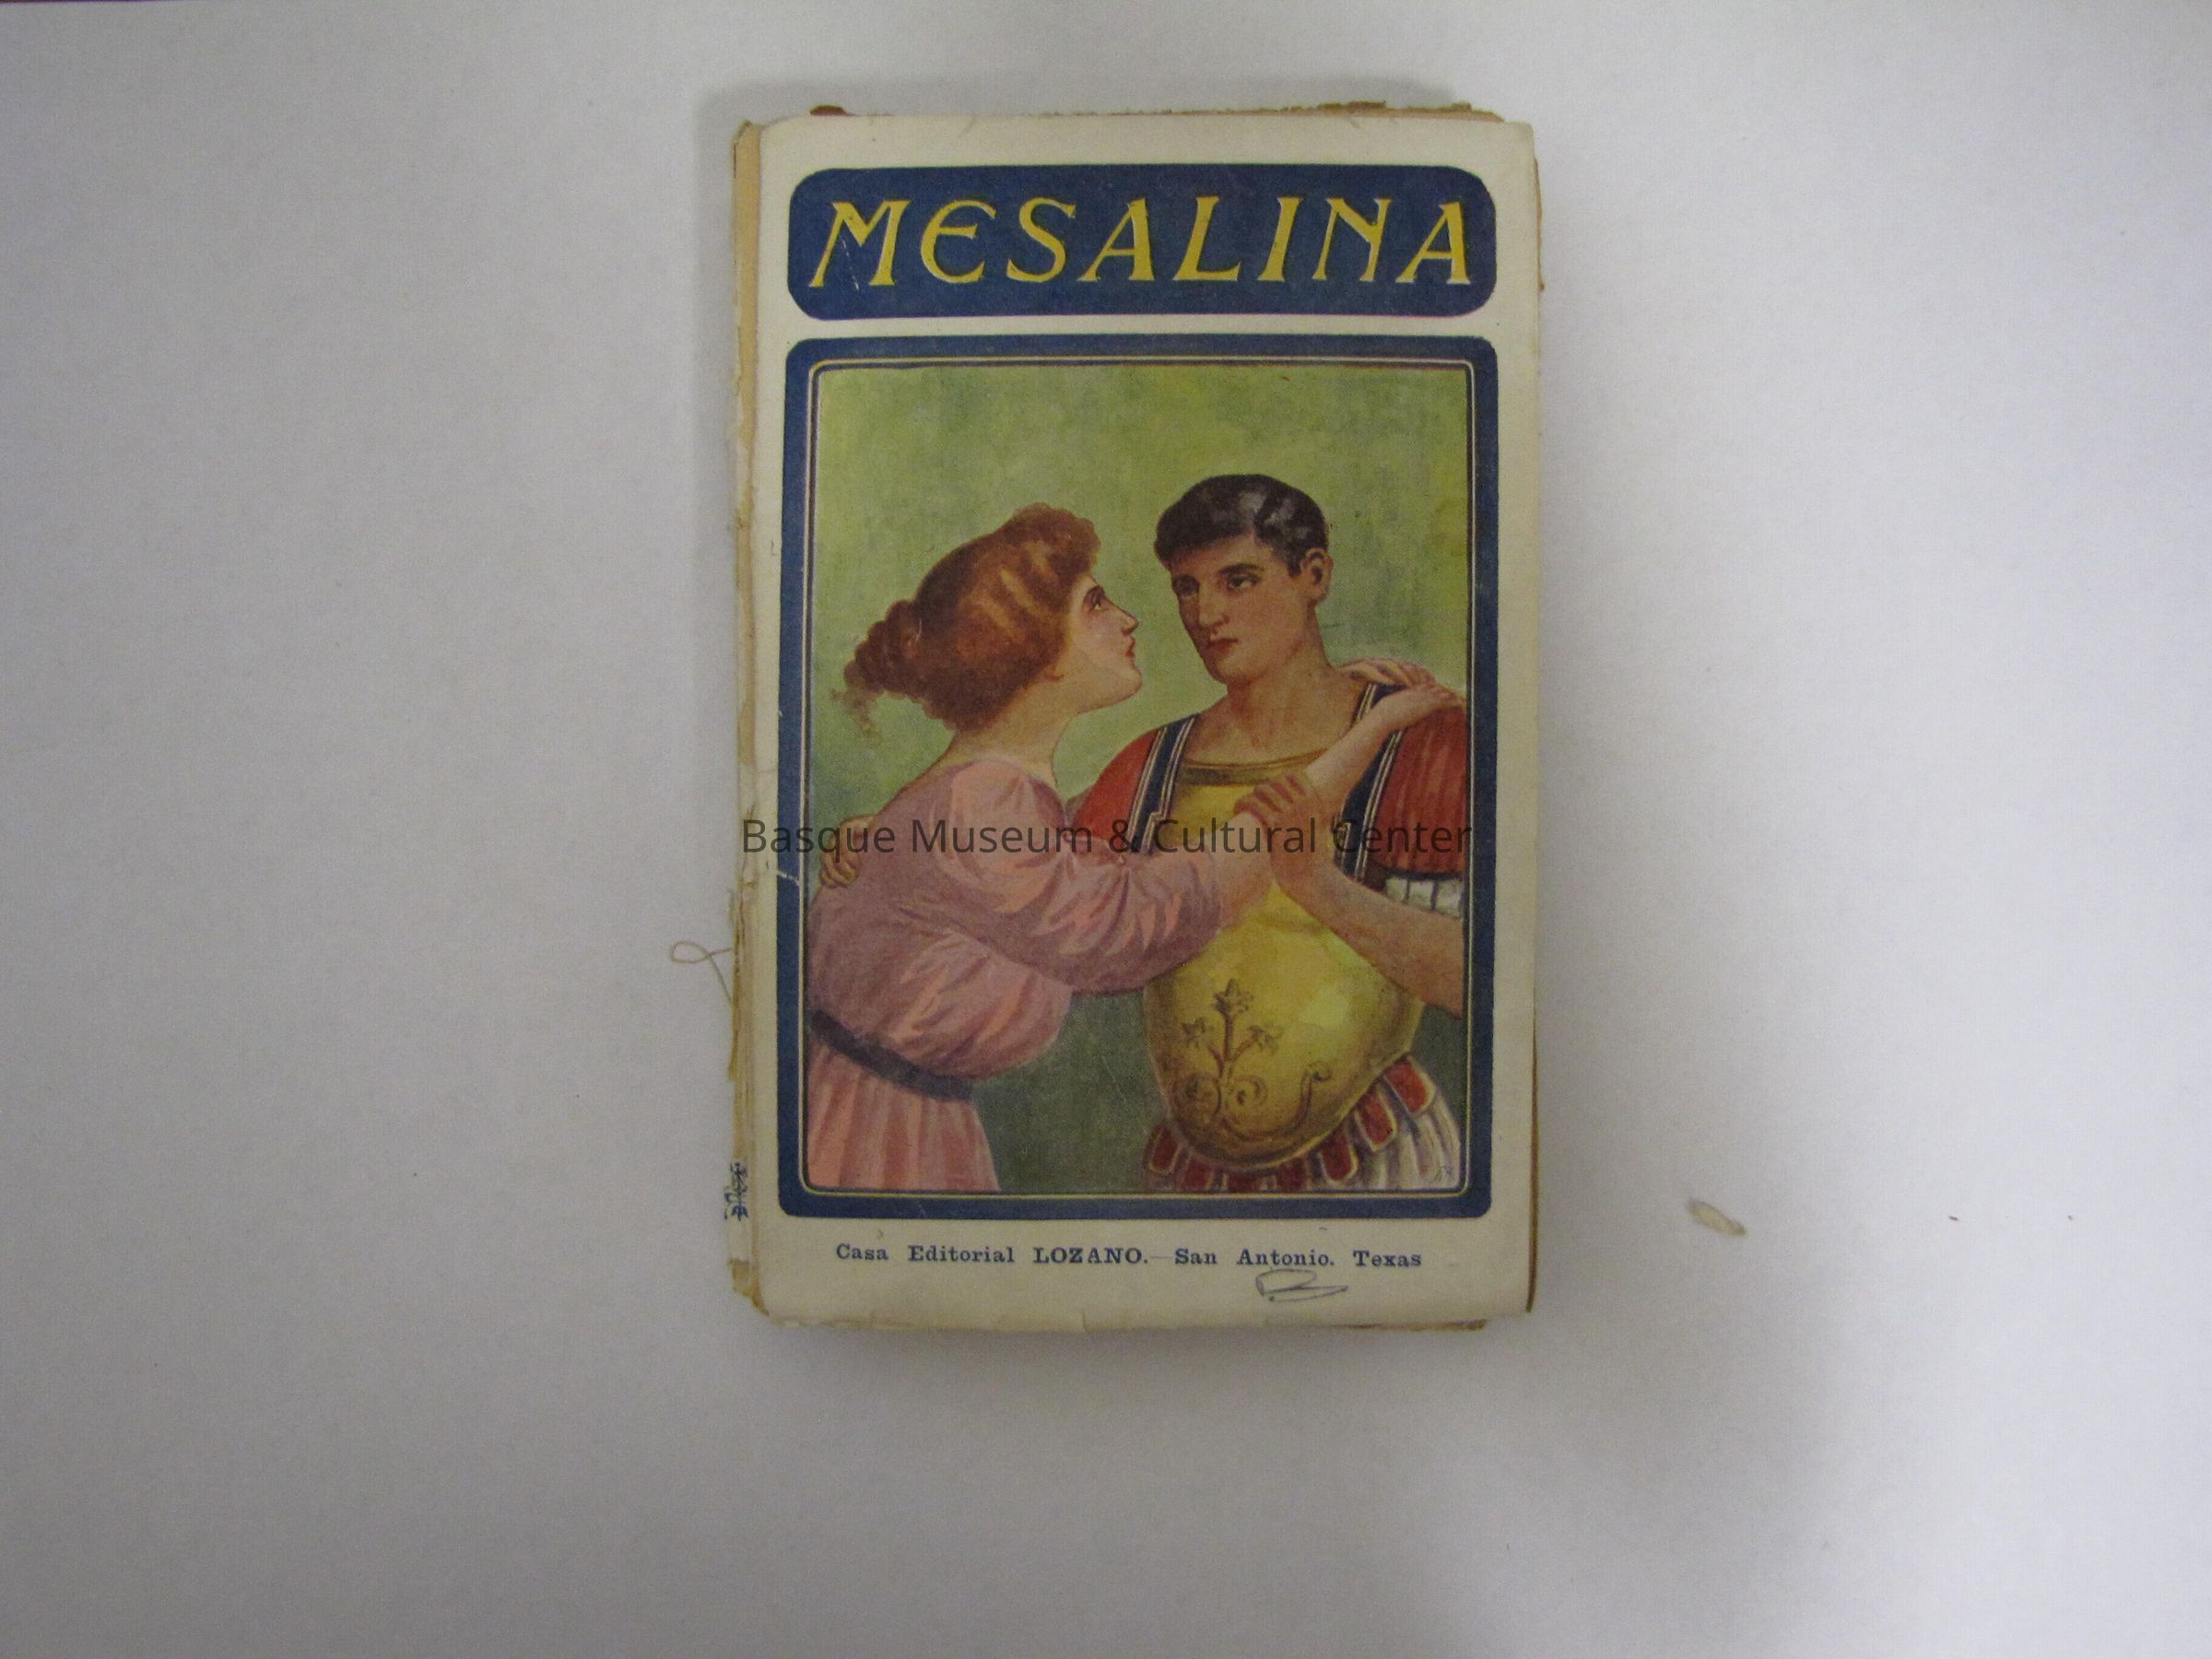 MESALINA
Basque Museum & Cultural Center
Casa Editorial LOZANO.—San Antonio. Texas